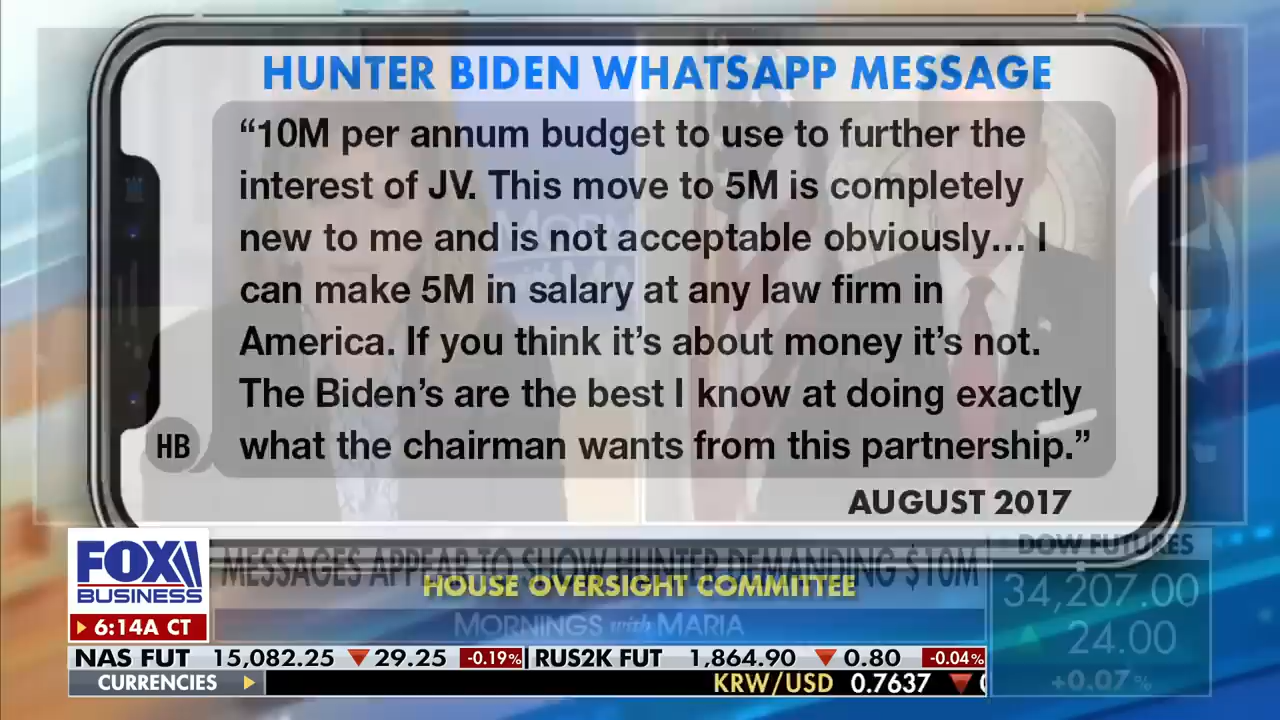 HUNTER BIDEN WHATSAPP MESSAGE
“10M per annum budget to use to further the
interest of JV. This move to 5M is completely
new to me and is not acceptable obviously... I
can make 5M in salary at any law firm in
America. If you think it’s about money it’s not.
The Biden’s are the best I know at doing exactly
what the chairman wants from this partnership.”
HB
AUGUST 2017
FOX
BUSINESS
6:14A CT
MESSAGES APPEAR TO SHOW HUNTER DEMANDING $10M
HOUSE OVERSIGHT COMMITTEE
MORNINGS with MARIA
DOW FUTURES
34,207.00
24.00
+0.07%
NAS FUT 15,082.25 29.25 -0.19% RUS2K FUT 1,864.90 0.80 -0.04%
CURRENCIES KRW/USD 0.7637